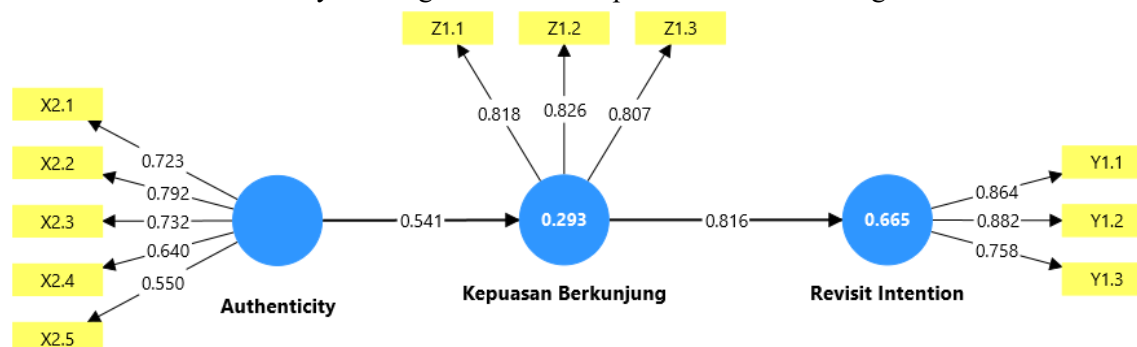 Z1.1 Z1.2 Z1.3
X2.1
0.818 0.826 0.807
X2.2
0.723
Y1.1
0.792
0.864
X2.3
0.732
0.541
0.293
0.816
0.665
0.882
Y1.2
0.640
0.758
X2.4
0.550
Y1.3
Authenticity
Kepuasan Berkunjung
Revisit Intention
X2.5